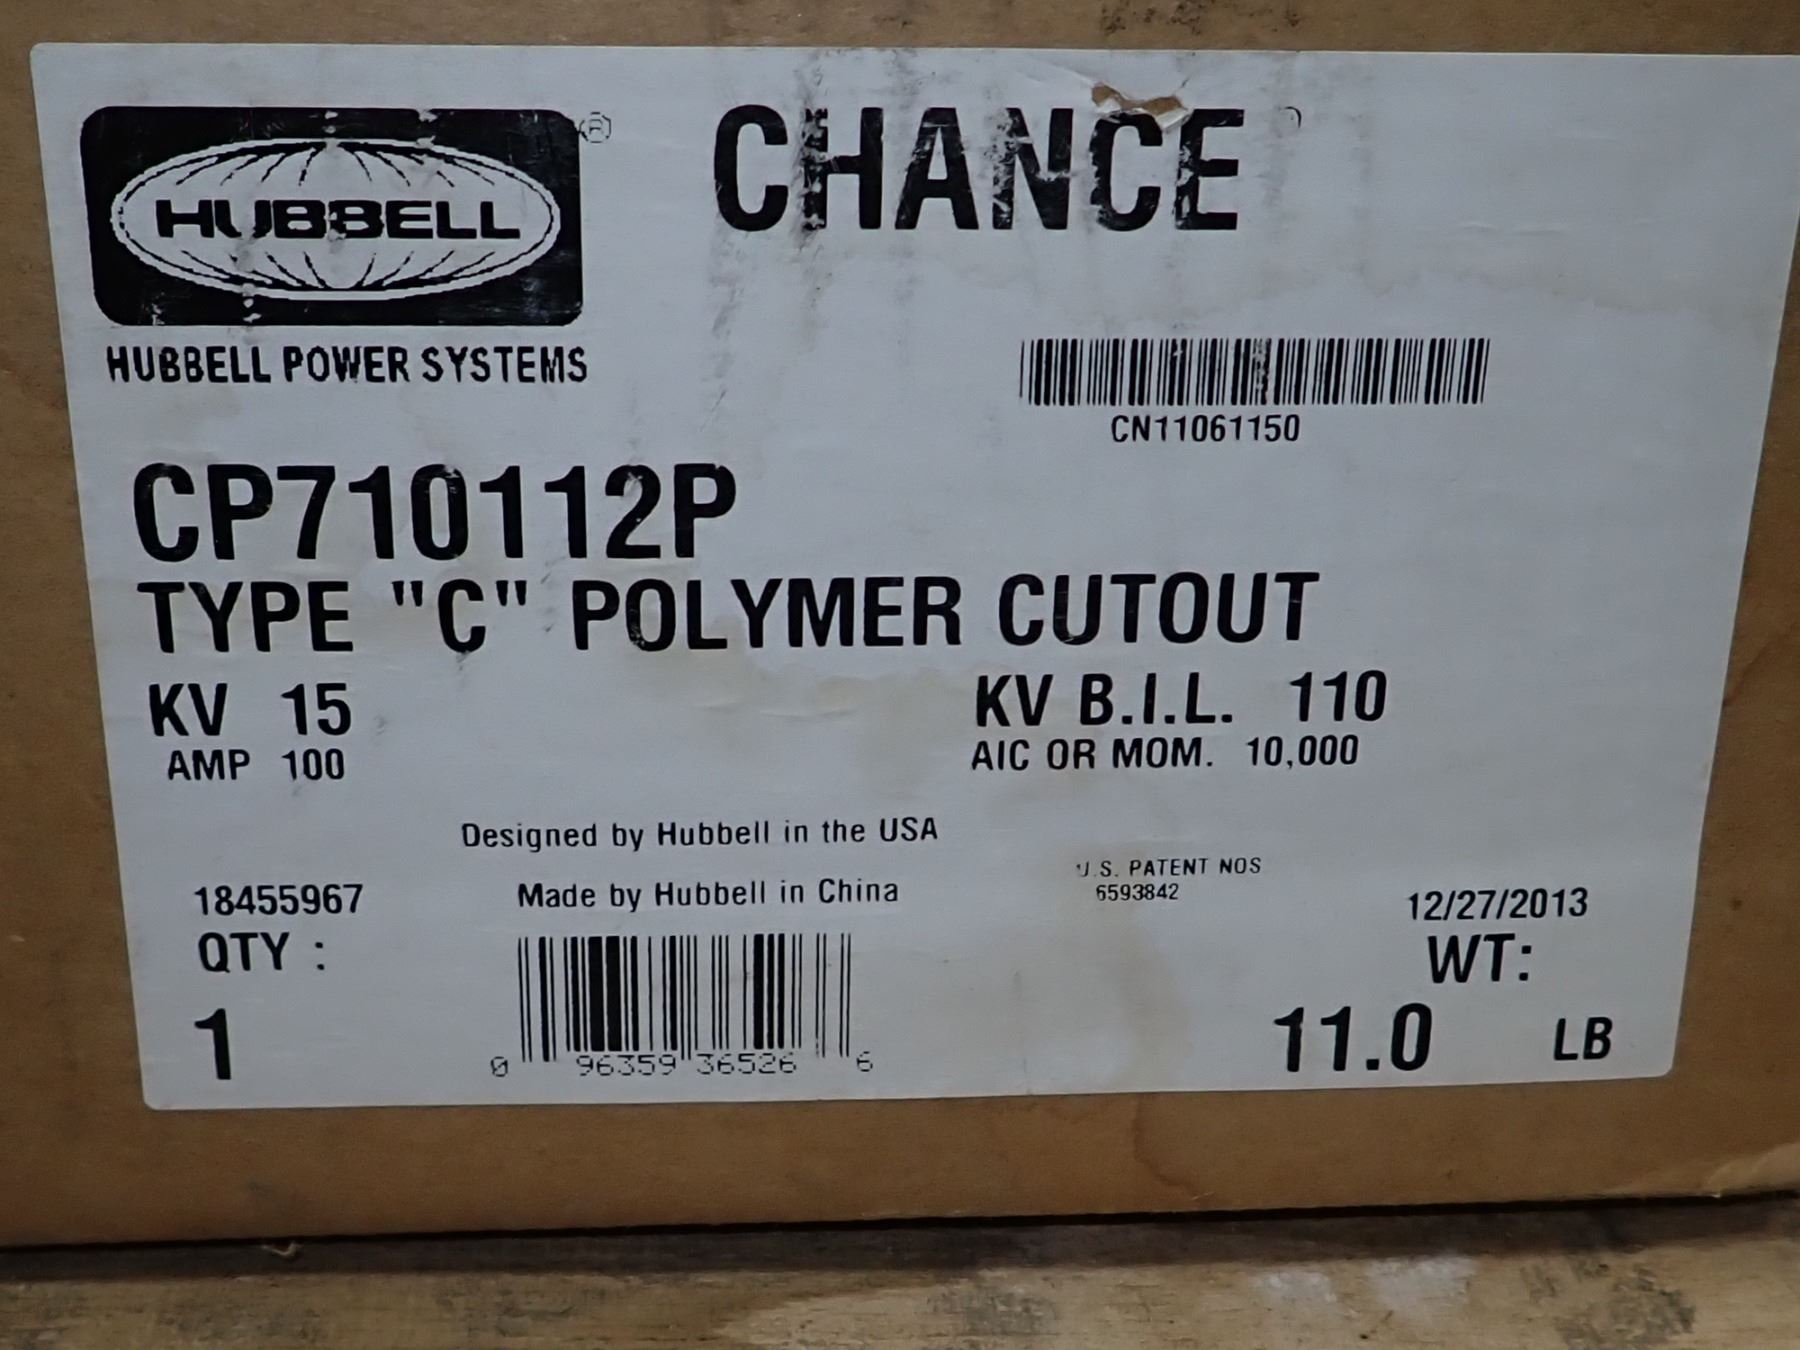 HUBBELL ®
HUBBELL POWER SYSTEMS
CHANCE
CN11061150
CP710112P
TYPE "C" POLYMER CUTOUT
KV 15
KV B.I.L. 110
AMP 100
AIC OR MOM. 10,000
Designed by Hubbell in the USA
Made by Hubbell in China
U.S. PATENT NOS
6593842
18455967
12/27/2013
QTY :
WT:
1
11.0 LB
0 96359 36526 6